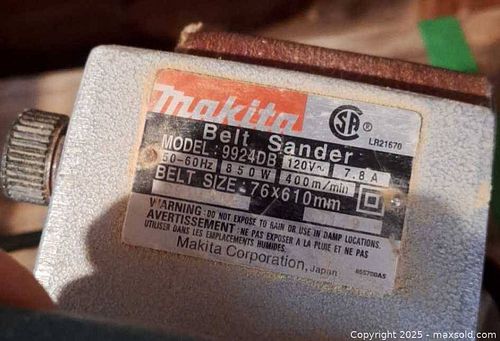 makita
Belt Sander
LR21670
MODEL: 9924DB 120V~ 7.8A
50-60Hz 850W 400m/min
BELT SIZE 76X610mm
WARNING: DO NOT EXPOSE TO RAIN OR USE IN DAMP LOCATIONS.
AVERTISSEMENT: NE PAS EXPOSER A LA PLUIE ET NE PAS
UTILISER DANS LES EMPLACEMENTS HUMIDES.
Makita Corporation, Japan
Copyright © 2025 - maxsold.com